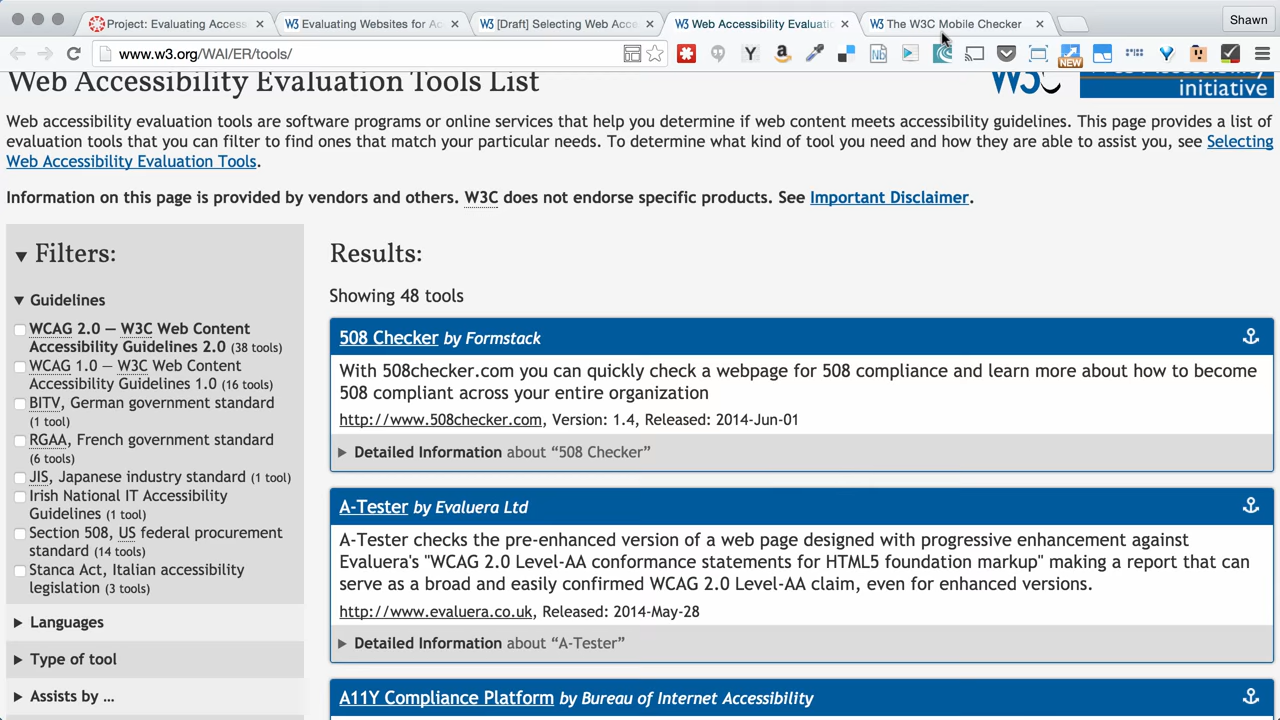 Project: Evaluating Access
Evaluating Websites for Ac
[Draft] Selecting Web Acce
Web Accessibility Evaluatio
The W3C Mobile Checker
Shawn
www.w3.org/WAI/ER/tools/
NEW
Web Accessibility Evaluation Tools List
W3C
initiative
Web accessibility evaluation tools are software programs or online services that help you determine if web content meets accessibility guidelines. This page provides a list of
evaluation tools that you can filter to find ones that match your particular needs. To determine what kind of tool you need and how they are able to assist you, see Selecting
Web Accessibility Evaluation Tools.
Information on this page is provided by vendors and others. W3C does not endorse specific products. See Important Disclaimer.
▼ Filters:
▼ Guidelines
WCAG 2.0 — W3C Web Content
Accessibility Guidelines 2.0 (38 tools)
WCAG 1.0 — W3C Web Content
Accessibility Guidelines 1.0 (16 tools)
BITV, German government standard
(1 tool)
RGAA, French government standard
(6 tools)
JIS, Japanese industry standard (1 tool)
Irish National IT Accessibility
Guidelines (1 tool)
Section 508, US federal procurement
standard (14 tools)
Stanca Act, Italian accessibility
legislation (3 tools)
▶ Languages
▶ Type of tool
▶ Assists by ...
Results:
Showing 48 tools
508 Checker by Formstack
With 508checker.com you can quickly check a webpage for 508 compliance and learn more about how to become
508 compliant across your entire organization
http://www.508checker.com, Version: 1.4, Released: 2014-Jun-01
▶ Detailed Information about “508 Checker”
A-Tester by Evaluera Ltd
A-Tester checks the pre-enhanced version of a web page designed with progressive enhancement against
Evaluera's "WCAG 2.0 Level-AA conformance statements for HTML5 foundation markup" making a report that can
serve as a broad and easily confirmed WCAG 2.0 Level-AA claim, even for enhanced versions.
http://www.evaluera.co.uk, Released: 2014-May-28
▶ Detailed Information about “A-Tester”
A11Y Compliance Platform by Bureau of Internet Accessibility